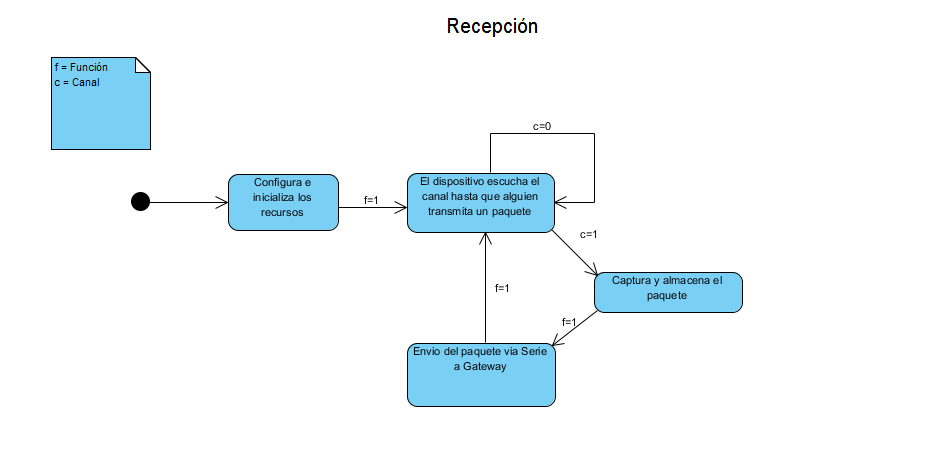 Recepción
f = Función
c = Canal
c=0
Configura e
inicializa los
recursos
f=1
El dispositivo escucha el
canal hasta que alguien
transmita un paquete
c=1
Captura y almacena el
paquete
f=1
f=1
Envio del paquete via Serie
a Gateway